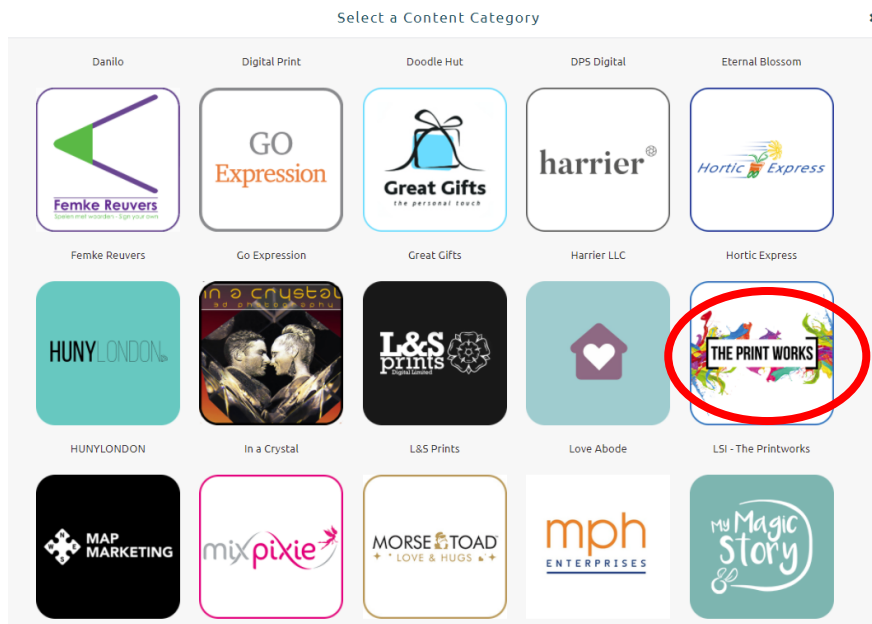 Select a Content Category
Danilo
Digital Print
Doodle Hut
DPS Digital
Eternal Blossom
Femke Reuvers
Spelen met woorden - Sign your own
GO
Expression
Great Gifts
the personal touch
harrier
Hortic Express
Femke Reuvers
Go Expression
Great Gifts
Harrier LLC
Hortic Express
HUNYLONDON
in a crystal
3d photography
L&S
prints
Digital Limited
THE PRINT WORKS
HUNYLONDON
In a Crystal
L&S Prints
Love Abode
LSI - The Printworks
N
W E
S
MAP
MARKETING
mixpixie
MORSE TOAD
LOVE & HUGS
mph
ENTERPRISES
My Magic
Story